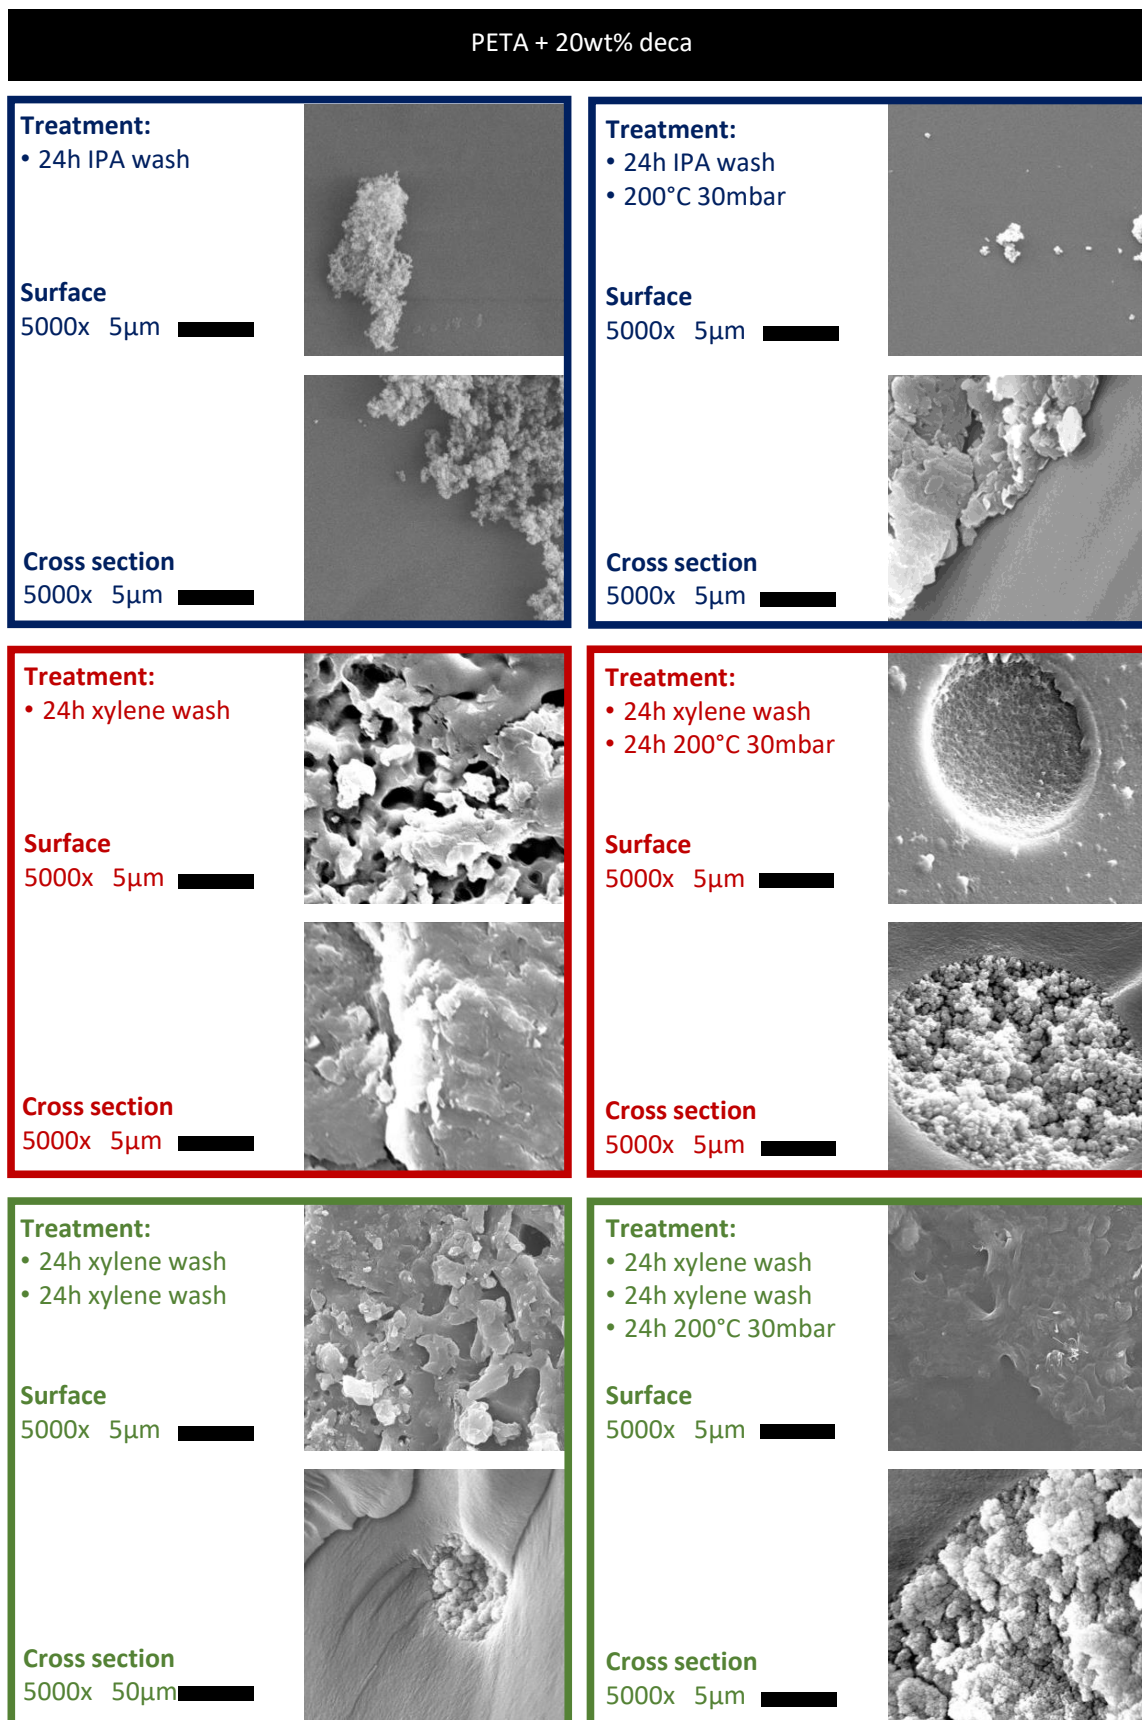 PETA + 20wt% deca
Treatment:
• 24h IPA wash
Surface
5000x 5µm
Cross section
5000x 5µm
Treatment:
• 24h IPA wash
• 200°C 30mbar
Surface
5000x 5µm
Cross section
5000x 5µm
Treatment:
• 24h xylene wash
Surface
5000x 5µm
Cross section
5000x 5µm
Treatment:
• 24h xylene wash
• 24h 200°C 30mbar
Surface
5000x 5µm
Cross section
5000x 5µm
Treatment:
• 24h xylene wash
• 24h xylene wash
Surface
5000x 5µm
Cross section
5000x 50µm
Treatment:
• 24h xylene wash
• 24h xylene wash
• 24h 200°C 30mbar
Surface
5000x 5µm
Cross section
5000x 5µm